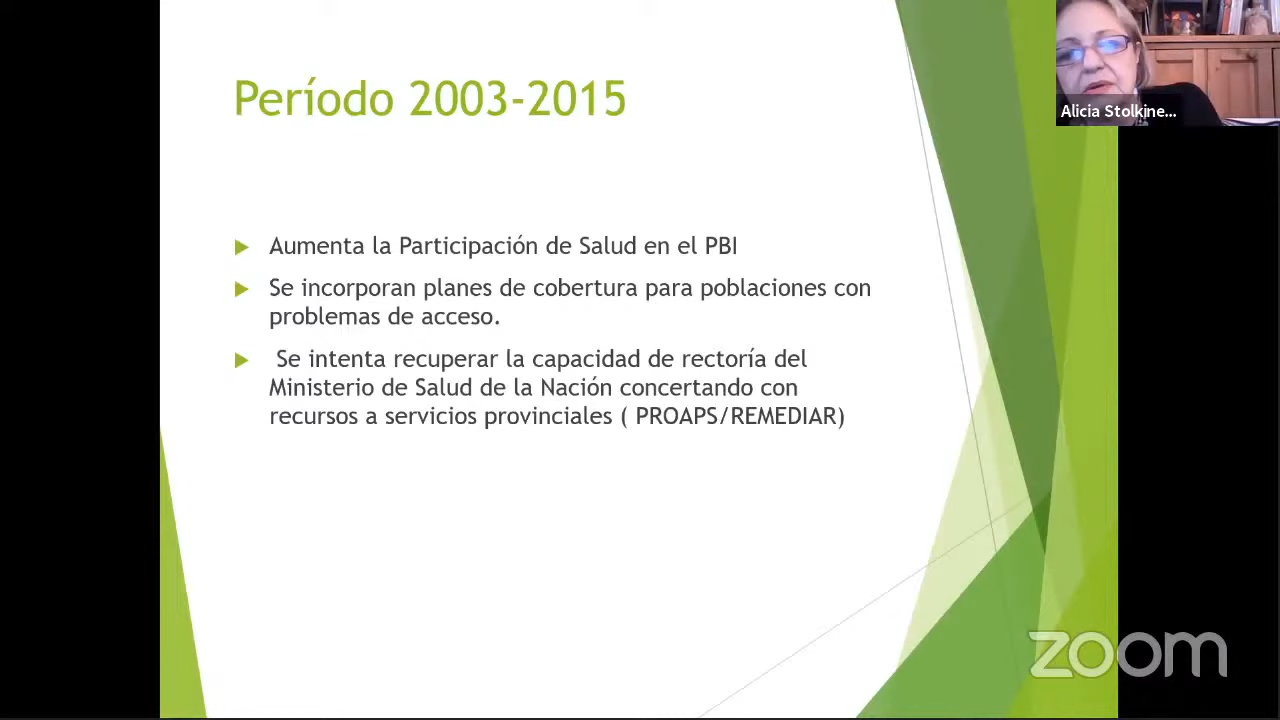 Período 2003-2015
Alicia Stolkine...
Aumenta la Participación de Salud en el PBI
Se incorporan planes de cobertura para poblaciones con
problemas de acceso.
Se intenta recuperar la capacidad de rectoría del
Ministerio de Salud de la Nación concertando con
recursos a servicios provinciales ( PROAPS/REMEDIAR)
zoom